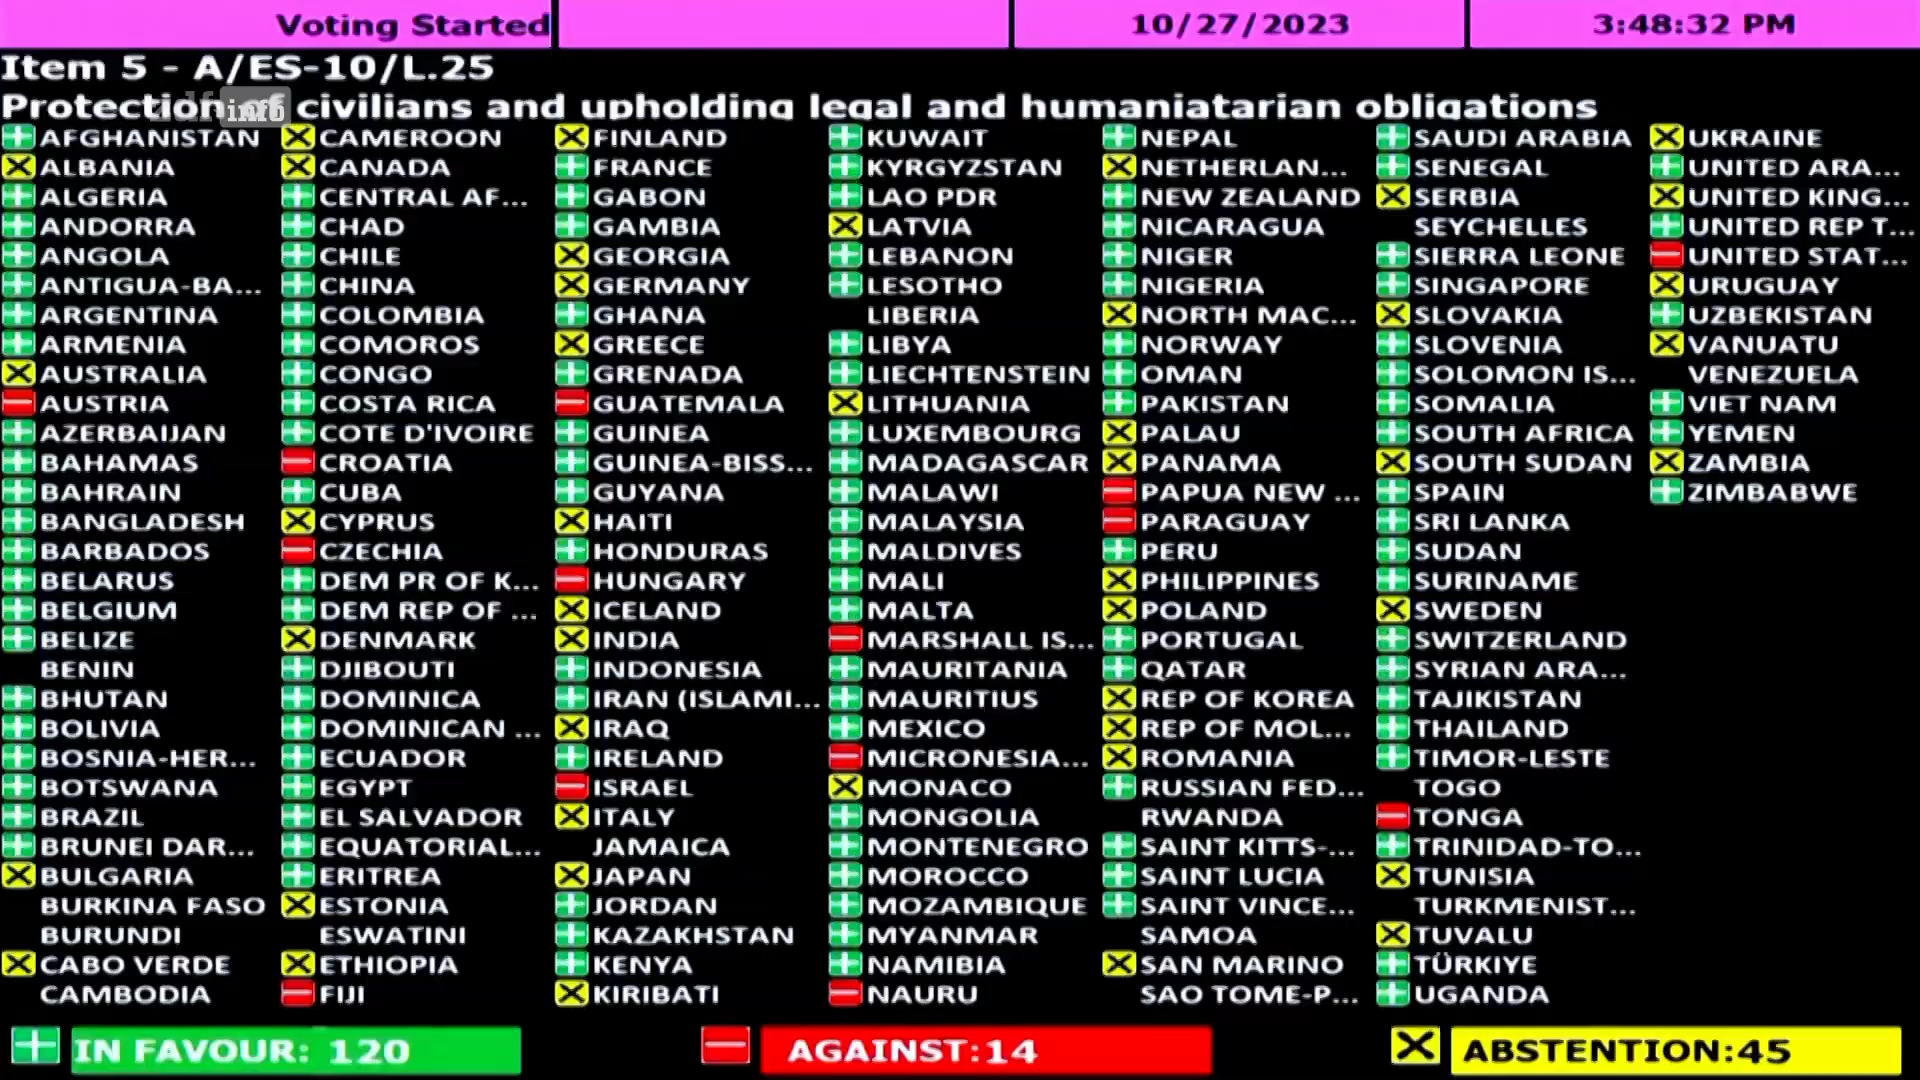 Voting Started 10/27/2023 3:48:32 PM
Item 5 - A/ES-10/L.25
Protection of civilians and upholding legal and humaniatarian obligations
zdf info
AFGHANISTAN
ALBANIA
ALGERIA
ANDORRA
ANGOLA
ANTIGUA-BA...
ARGENTINA
ARMENIA
AUSTRALIA
AUSTRIA
AZERBAIJAN
BAHAMAS
BAHRAIN
BANGLADESH
BARBADOS
BELARUS
BELGIUM
BELIZE
BENIN
BHUTAN
BOLIVIA
BOSNIA-HER...
BOTSWANA
BRAZIL
BRUNEI DAR...
BULGARIA
BURKINA FASO
BURUNDI
CABO VERDE
CAMBODIA
CAMEROON
CANADA
CENTRAL AF...
CHAD
CHILE
CHINA
COLOMBIA
COMOROS
CONGO
COSTA RICA
COTE D'IVOIRE
CROATIA
CUBA
CYPRUS
CZECHIA
DEM PR OF K...
DEM REP OF ...
DENMARK
DJIBOUTI
DOMINICA
DOMINICAN ...
ECUADOR
EGYPT
EL SALVADOR
EQUATORIAL...
ERITREA
ESTONIA
ESWATINI
ETHIOPIA
FIJI
FINLAND
FRANCE
GABON
GAMBIA
GEORGIA
GERMANY
GHANA
GREECE
GRENADA
GUATEMALA
GUINEA
GUINEA-BISS...
GUYANA
HAITI
HONDURAS
HUNGARY
ICELAND
INDIA
INDONESIA
IRAN (ISLAMI...
IRAQ
IRELAND
ISRAEL
ITALY
JAMAICA
JAPAN
JORDAN
KAZAKHSTAN
KENYA
KIRIBATI
KUWAIT
KYRGYZSTAN
LAO PDR
LATVIA
LEBANON
LESOTHO
LIBERIA
LIBYA
LIECHTENSTEIN
LITHUANIA
LUXEMBOURG
MADAGASCAR
MALAWI
MALAYSIA
MALDIVES
MALI
MALTA
MARSHALL IS...
MAURITANIA
MAURITIUS
MEXICO
MICRONESIA...
MONACO
MONGOLIA
MONTENEGRO
MOROCCO
MOZAMBIQUE
MYANMAR
NAMIBIA
NAURU
NEPAL
NETHERLAN...
NEW ZEALAND
NICARAGUA
NIGER
NIGERIA
NORTH MAC...
NORWAY
OMAN
PAKISTAN
PALAU
PANAMA
PAPUA NEW ...
PARAGUAY
PERU
PHILIPPINES
POLAND
PORTUGAL
QATAR
REP OF KOREA
REP OF MOL...
ROMANIA
RUSSIAN FED...
RWANDA
SAINT KITTS-...
SAINT LUCIA
SAINT VINCE...
SAMOA
SAN MARINO
SAO TOME-P...
SAUDI ARABIA
SENEGAL
SERBIA
SEYCHELLES
SIERRA LEONE
SINGAPORE
SLOVAKIA
SLOVENIA
SOLOMON IS...
SOMALIA
SOUTH AFRICA
SOUTH SUDAN
SPAIN
SRI LANKA
SUDAN
SURINAME
SWEDEN
SWITZERLAND
SYRIAN ARA...
TAJIKISTAN
THAILAND
TIMOR-LESTE
TOGO
TONGA
TRINIDAD-TO...
TUNISIA
TURKMENIST...
TUVALU
TÜRKIYE
UGANDA
UKRAINE
UNITED ARA...
UNITED KING...
UNITED REP T...
UNITED STAT...
URUGUAY
UZBEKISTAN
VANUATU
VENEZUELA
VIET NAM
YEMEN
ZAMBIA
ZIMBABWE
IN FAVOUR: 120
AGAINST:14
ABSTENTION:45